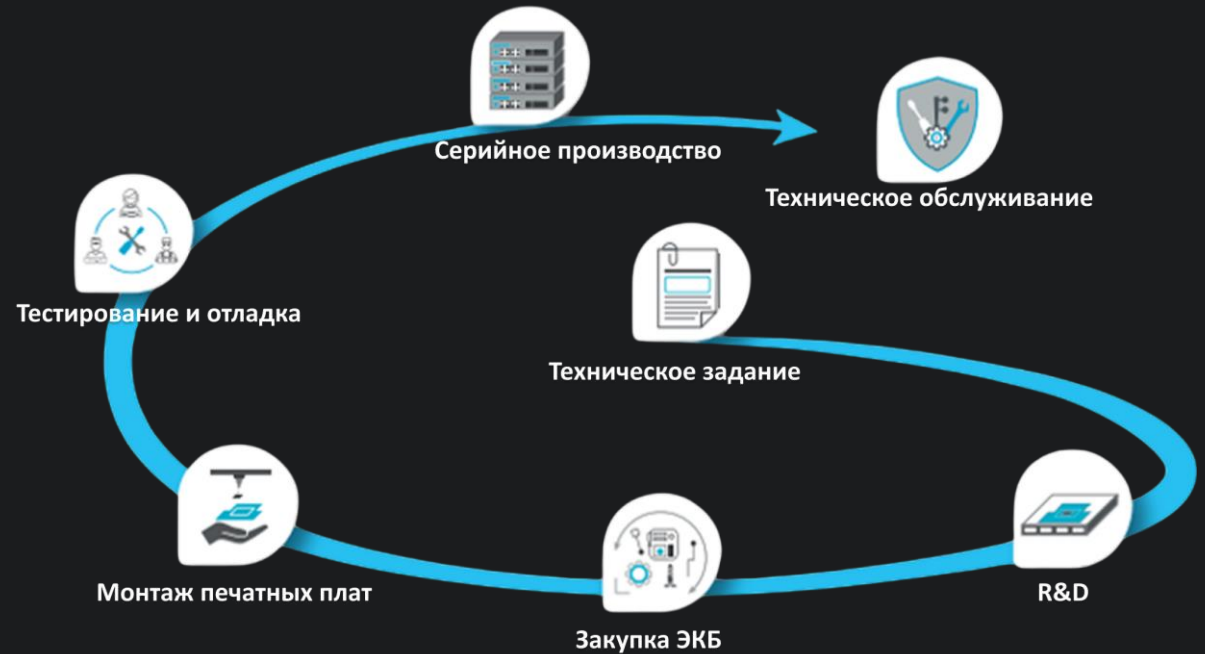 Серийное производство
Техническое обслуживание
Тестирование и отладка
Техническое задание
Монтаж печатных плат
R&D
Закупка ЭКБ